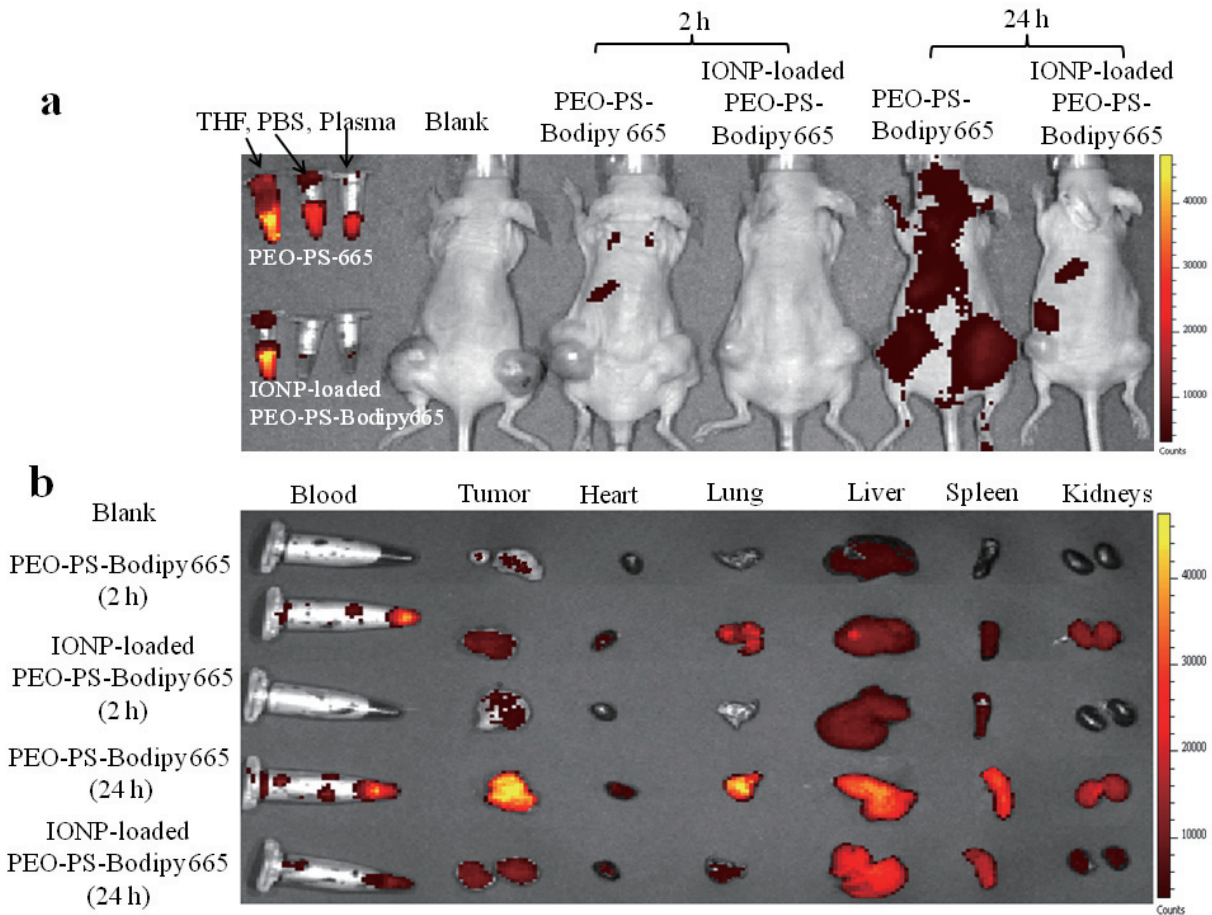 2 h
24 h
a
THF, PBS, Plasma
Blank
PEO-PS-
Bodipy 665
IONP-loaded
PEO-PS-
Bodipy665
PEO-PS-
Bodipy665
IONP-loaded
PEO-PS-
Bodipy665
PEO-PS-665
IONP-loaded
PEO-PS-Bodipy665
40000
30000
20000
10000
Counts
b
Blood
Tumor
Heart
Lung
Liver
Spleen
Kidneys
Blank
PEO-PS-Bodipy665
(2 h)
IONP-loaded
PEO-PS-Bodipy665
(2 h)
PEO-PS-Bodipy665
(24 h)
IONP-loaded
PEO-PS-Bodipy665
(24 h)
40000
30000
20000
10000
Counts